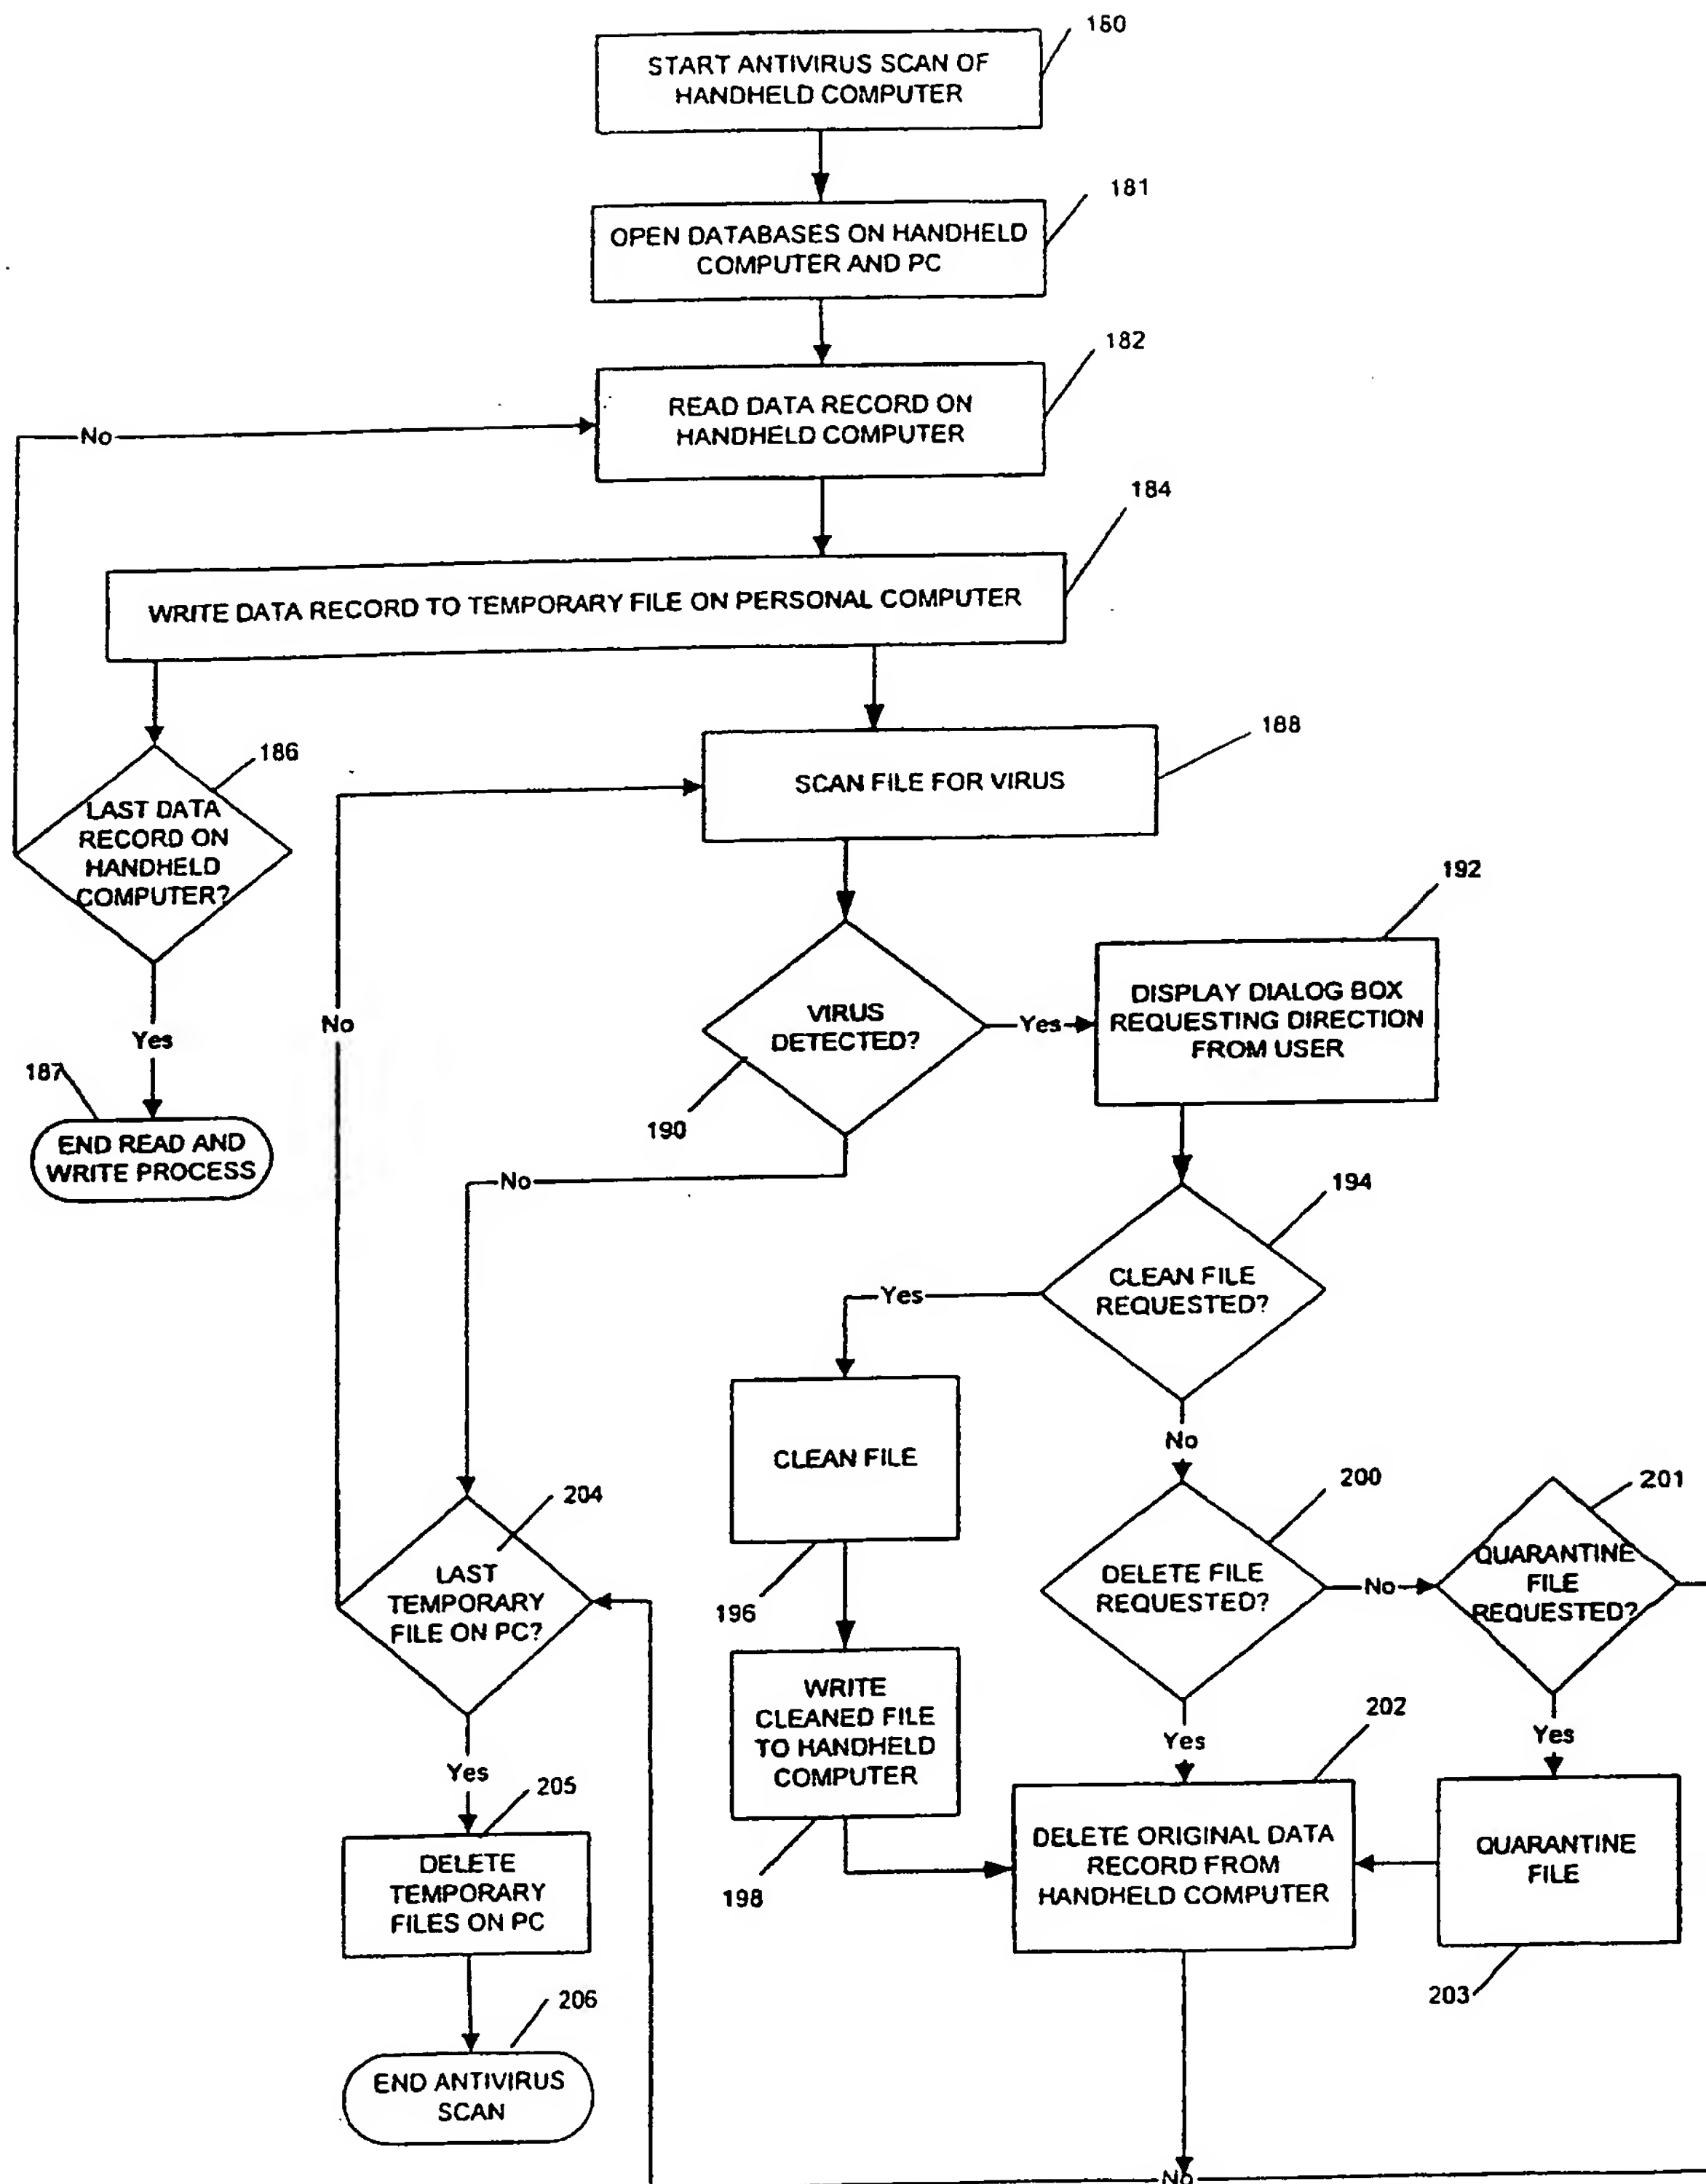 180
START ANTIVIRUS SCAN OF
HANDHELD COMPUTER
181
OPEN DATABASES ON HANDHELD
COMPUTER AND PC
182
READ DATA RECORD ON
HANDHELD COMPUTER
No
184
WRITE DATA RECORD TO TEMPORARY FILE ON PERSONAL COMPUTER
186
LAST DATA
RECORD ON
HANDHELD
COMPUTER?
188
SCAN FILE FOR VIRUS
192
DISPLAY DIALOG BOX
REQUESTING DIRECTION
FROM USER
VIRUS
DETECTED?
Yes
No
Yes
187
END READ AND
WRITE PROCESS
190
No
194
CLEAN FILE
REQUESTED?
Yes
CLEAN FILE
No
200
201
204
LAST
TEMPORARY
FILE ON PC?
196
DELETE FILE
REQUESTED?
No
QUARANTINE
FILE
REQUESTED?
WRITE
CLEANED FILE
TO HANDHELD
COMPUTER
202
Yes
Yes
Yes
205
DELETE
TEMPORARY
FILES ON PC
198
DELETE ORIGINAL DATA
RECORD FROM
HANDHELD COMPUTER
QUARANTINE
FILE
203
206
END ANTIVIRUS
SCAN
No